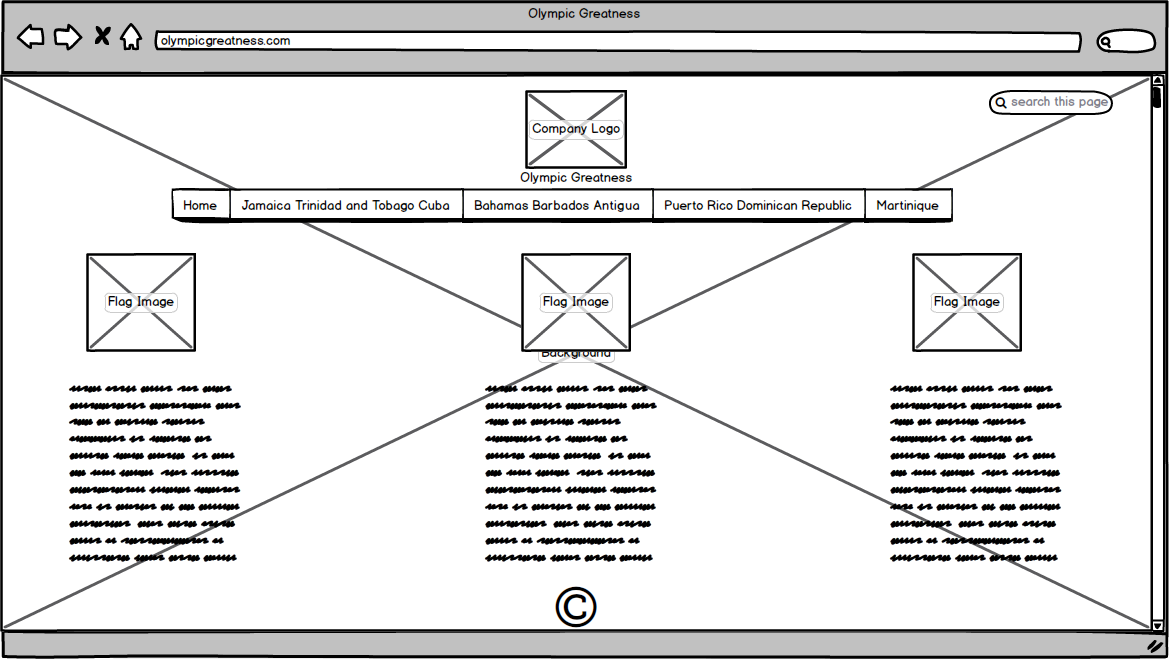 Olympic Greatness
olympicgreatness.com
search this page
Company Logo
Olympic Greatness
Home Jamaica Trinidad and Tobago Cuba Bahamas Barbados Antigua Puerto Rico Dominican Republic Martinique
Flag Image Flag Image Flag Image
Background
©